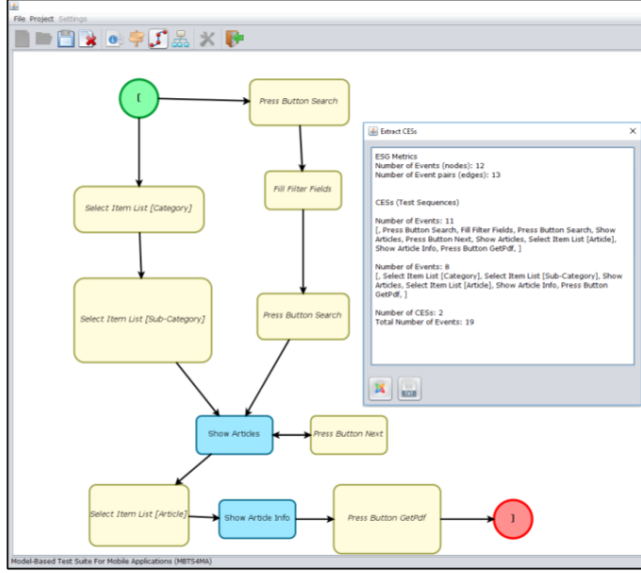 File Project Settings
[
Press Button Search
Select Item List [Category]
Fill Filter Fields
Select Item List [Sub-Category]
Press Button Search
Show Articles
Press Button Next
Select Item List [Article]
Show Article Info
Press Button GetPdf
]
Extract CESs
ESG Metrics
Number of Events (nodes): 12
Number of Event pairs (edges): 13
CESs (Test Sequences)
Number of Events: 11
[, Press Button Search, Fill Filter Fields, Press Button Search, Show
Articles, Press Button Next, Show Articles, Select Item List [Article],
Show Article Info, Press Button GetPdf, ]
Number of Events: 8
[, Select Item List [Category], Select Item List [Sub-Category], Show
Articles, Select Item List [Article], Show Article Info, Press Button
GetPdf, ]
Number of CESs: 2
Total Number of Events: 19
TXT
Model-Based Test Suite For Mobile Applications (MBTS4MA)